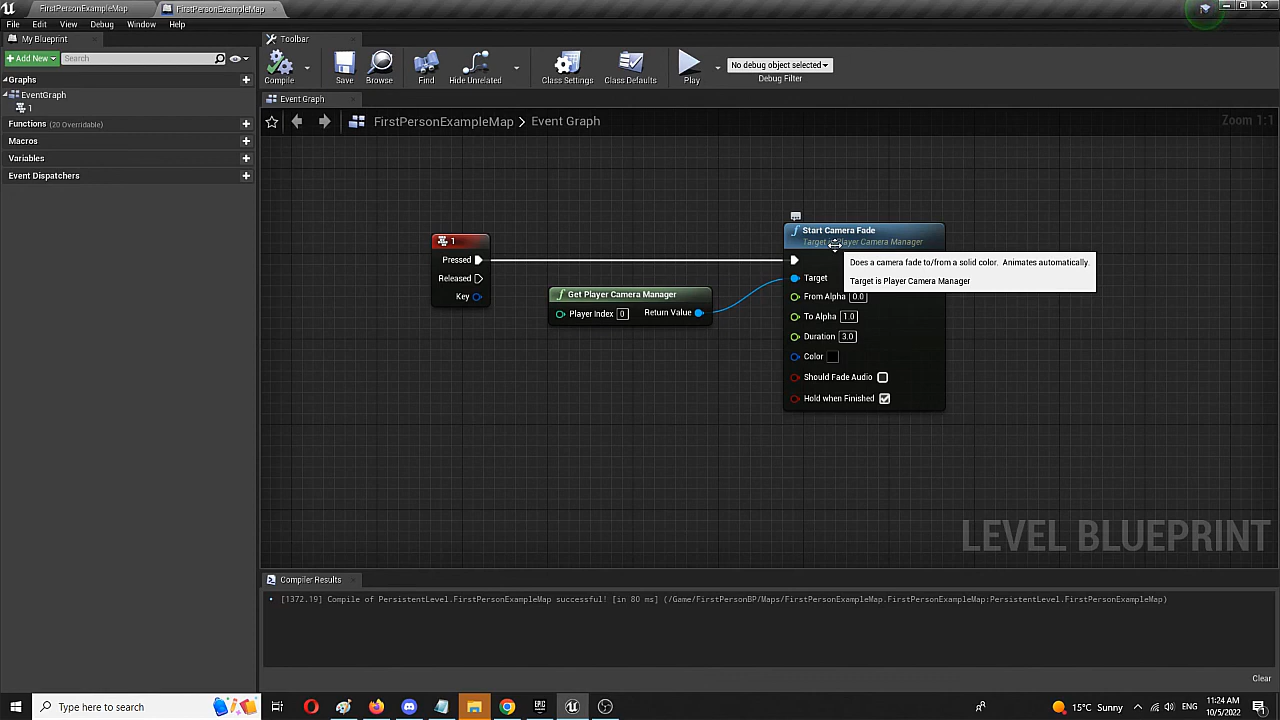 FirstPersonExampleMap
FirstPersonExampleMap
File Edit View Debug Window Help
My Blueprint
Toolbar
+Add New
Search
Compile
Save
Browse
Find
Hide Unrelated
Class Settings
Class Defaults
Play
No debug object selected
Debug Filter
Graphs
EventGraph
1
Functions (20 Overridable)
Macros
Variables
Event Dispatchers
Event Graph
FirstPersonExampleMap > Event Graph
Zoom 1:1
1
Pressed
Released
Key
Get Player Camera Manager
Player Index 0
Return Value
Start Camera Fade
Target is Player Camera Manager
Target
From Alpha 0.0
To Alpha 1.0
Duration 3.0
Color
Should Fade Audio
Hold when Finished
Does a camera fade to/from a solid color. Animates automatically.
Target is Player Camera Manager
LEVEL BLUEPRINT
Compiler Results
[1372.19] Compile of PersistentLevel.FirstPersonExampleMap successful! [in 80 ms] (/Game/FirstPersonBP/Maps/FirstPersonExampleMap.FirstPersonExampleMap:PersistentLevel.FirstPersonExampleMap)
Clear
Type here to search
15°C Sunny
ENG
11:24 AM
10/5/2022